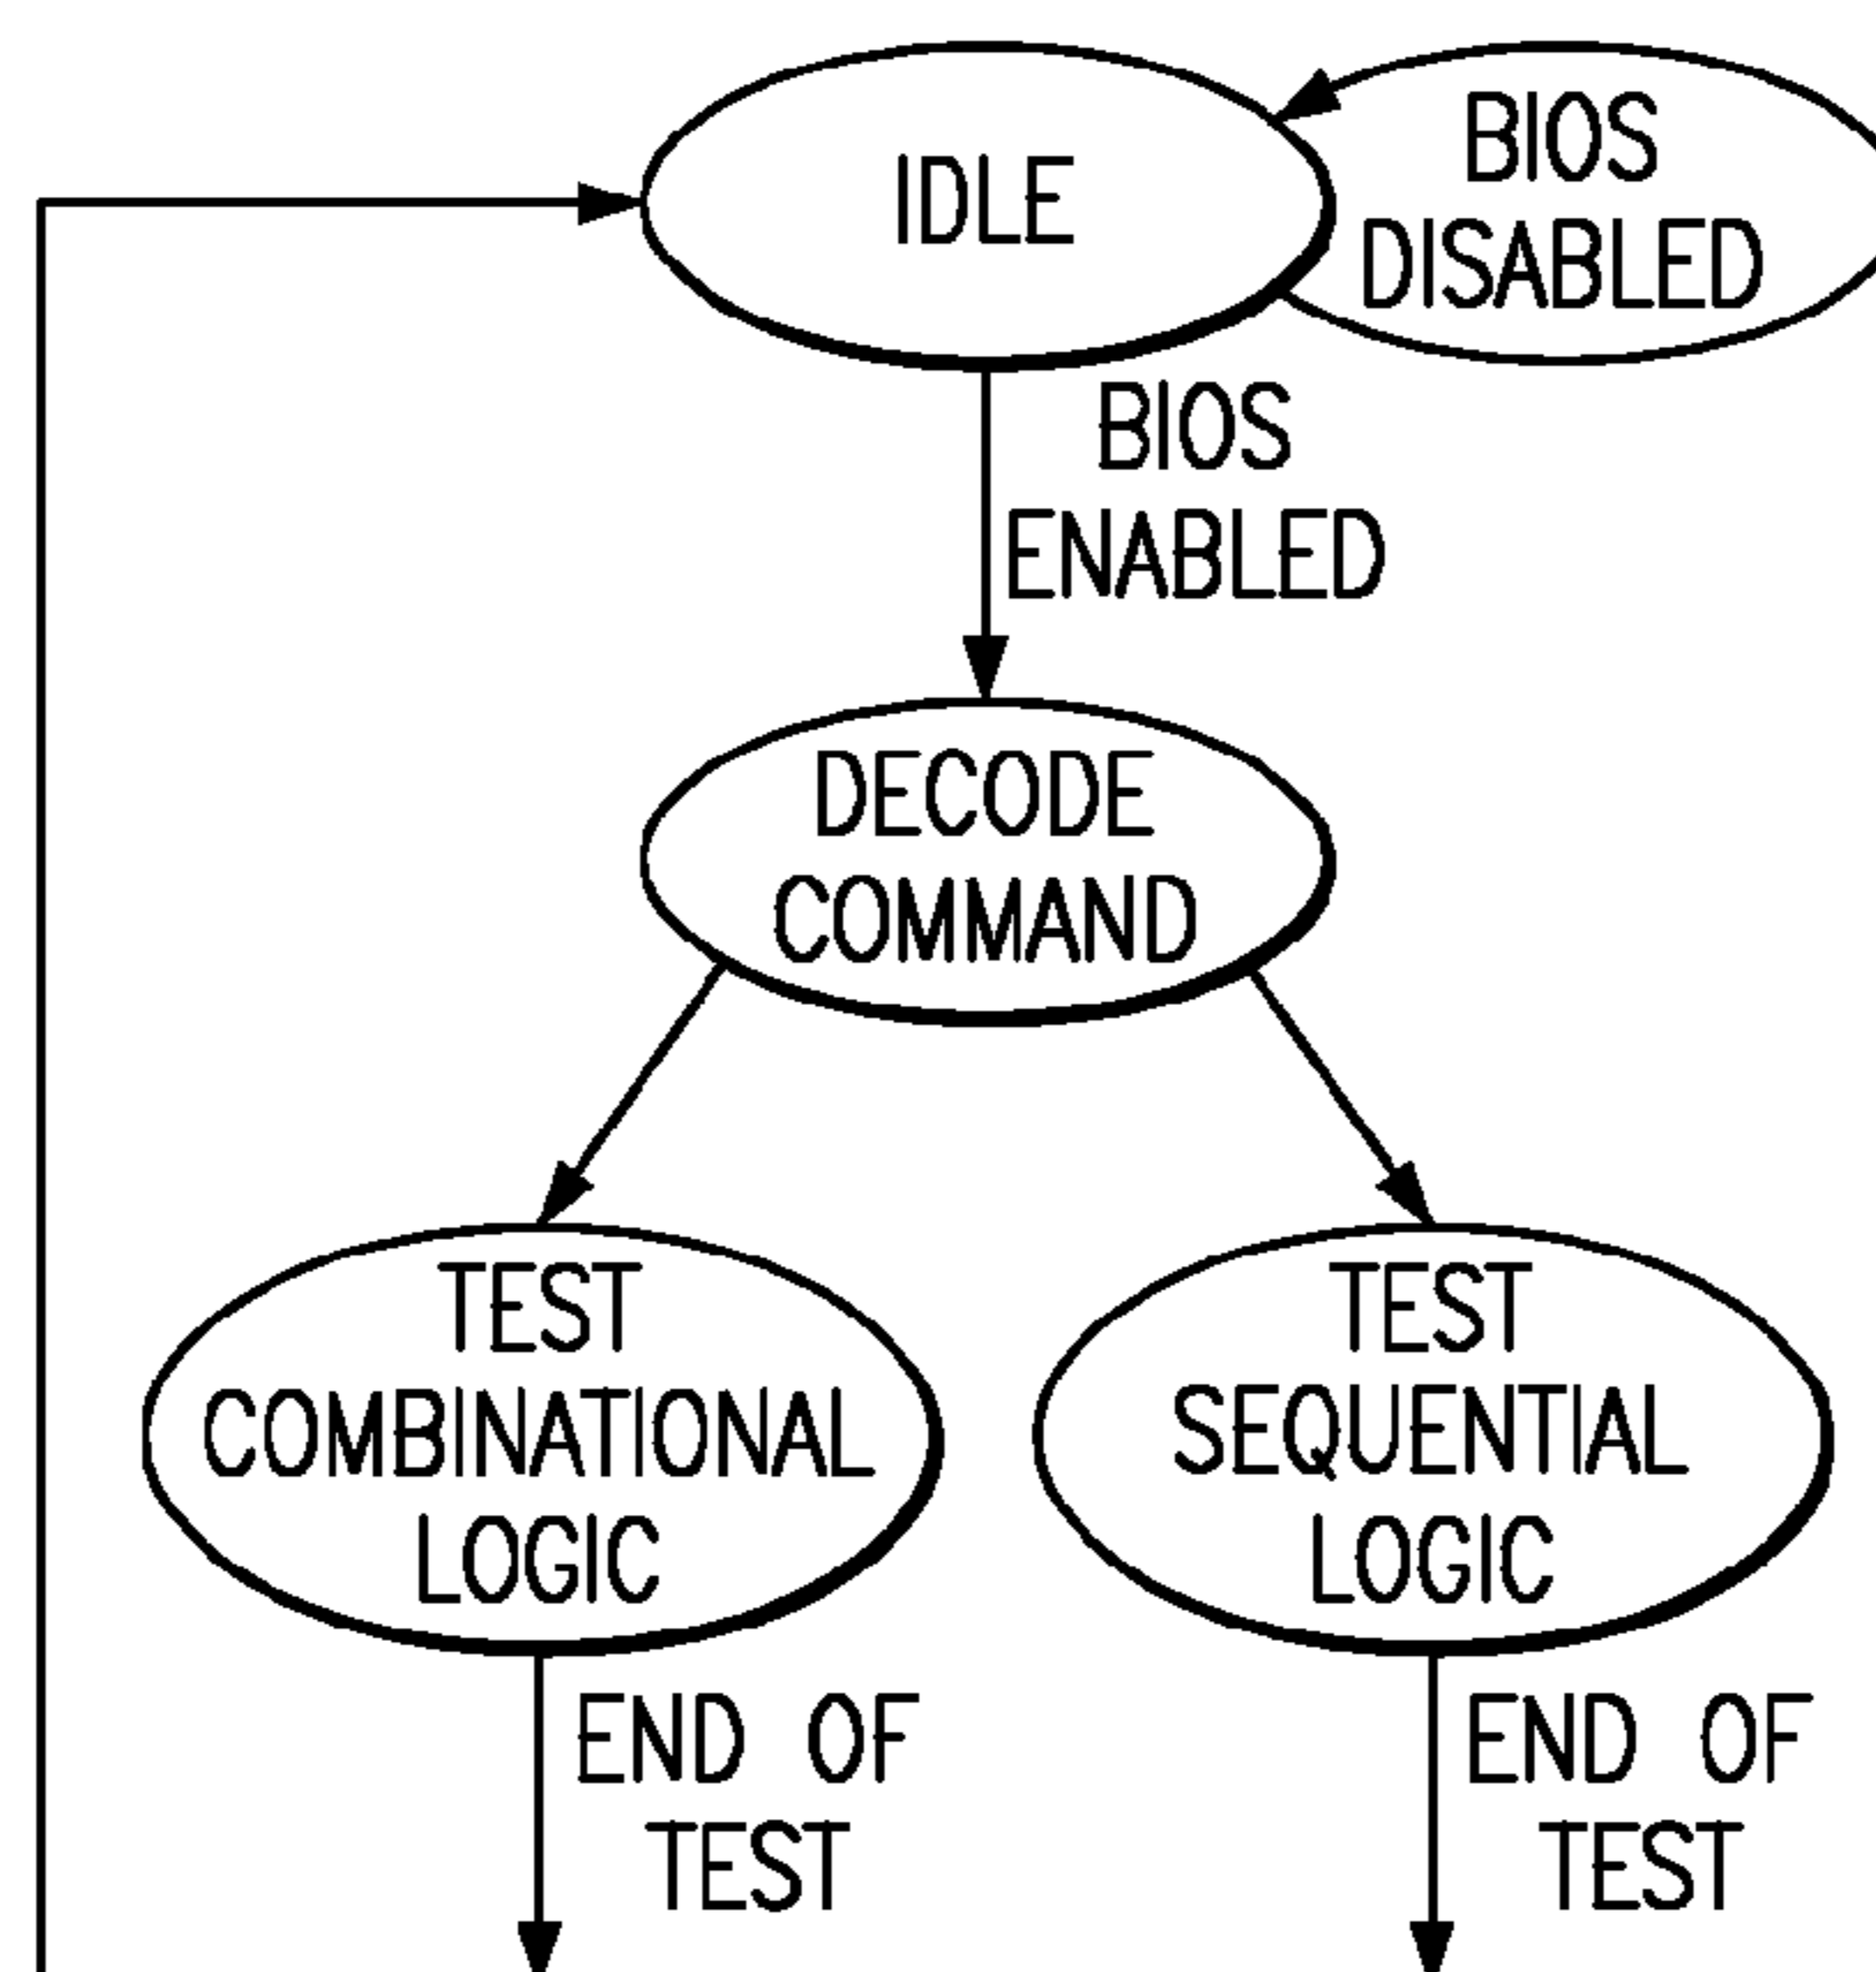 IDLE
BIOS
DISABLED
BIOS
ENABLED
DECODE
COMMAND
TEST
COMBINATIONAL
LOGIC
TEST
SEQUENTIAL
LOGIC
END OF
TEST
END OF
TEST